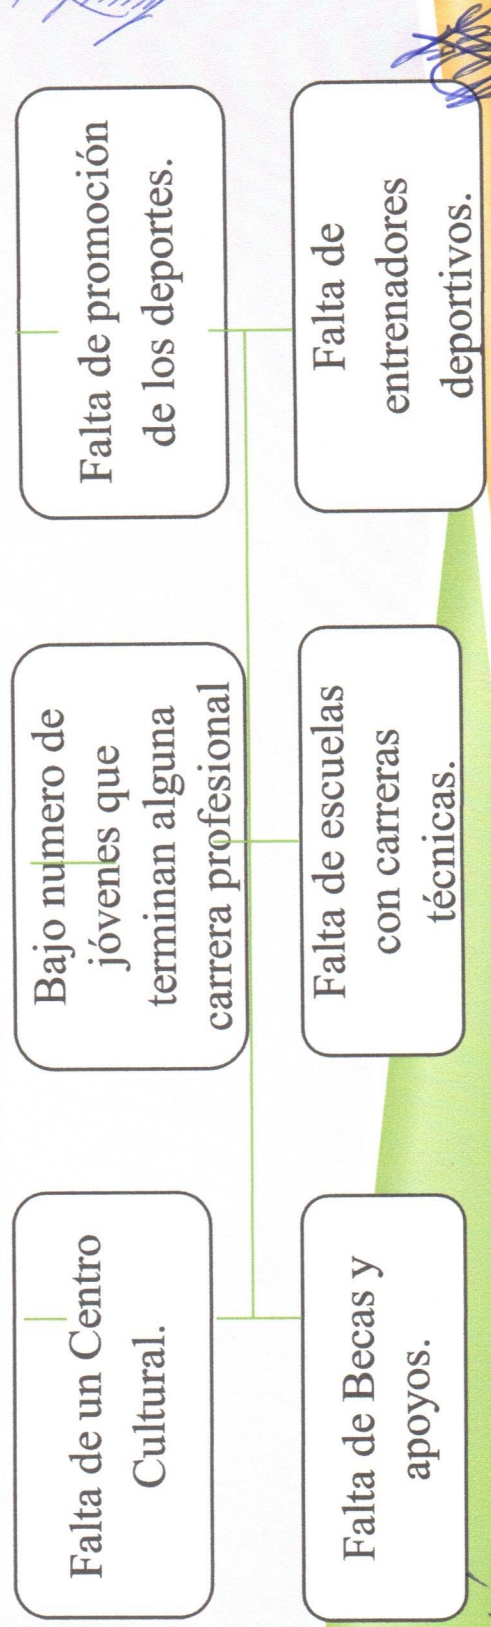 Falta de un Centro
Cultural.
Bajo numero de
jóvenes que
terminan alguna
carrera profesional
Falta de promoción
de los deportes.
Falta de Becas y
apoyos.
Falta de escuelas
con carreras
técnicas.
Falta de
entrenadores
deportivos.